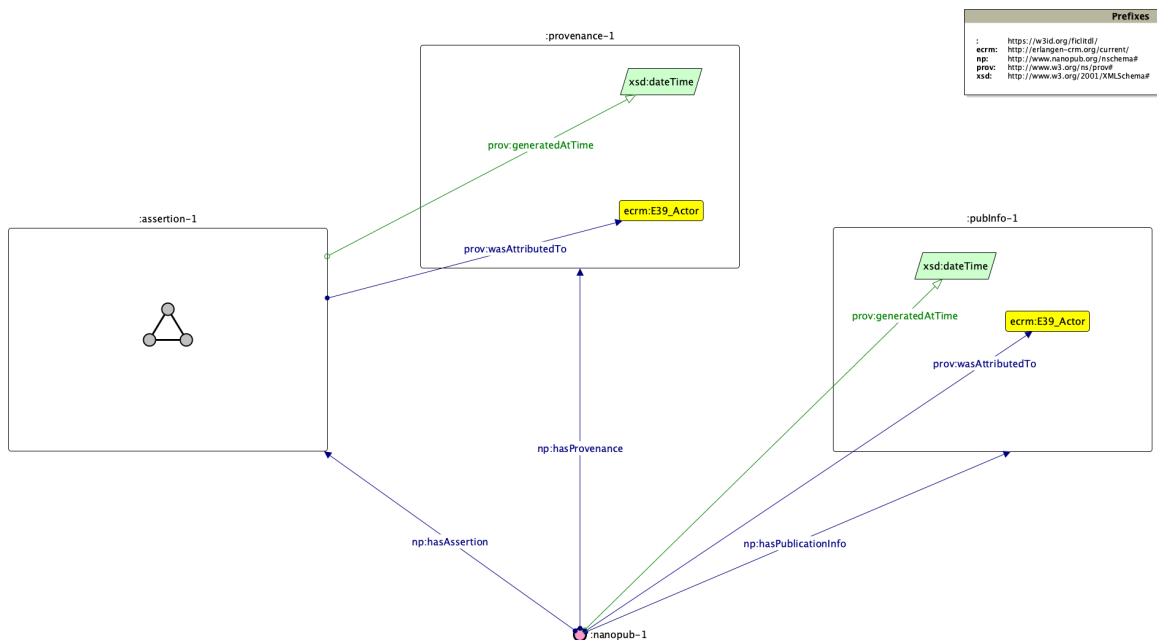 Prefixes
: https://w3id.org/ficlitdl/
ecrm: http://erlangen-crm.org/current/
np: http://www.nanopub.org/nschema#
prov: http://www.w3.org/ns/prov#
xsd: http://www.w3.org/2001/XMLSchema#
:provenance-1
xsd:dateTime
prov:generatedAtTime
ecrm:E39_Actor
prov:wasAttributedTo
:assertion-1
:pubInfo-1
xsd:dateTime
prov:generatedAtTime
ecrm:E39_Actor
prov:wasAttributedTo
np:hasProvenance
np:hasAssertion
np:hasPublicationInfo
:nanopub-1